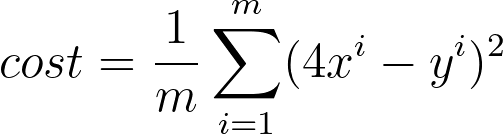 cost = \frac{1}{m} \sum_{i=1}^{m} (4x^i - y^i)^2